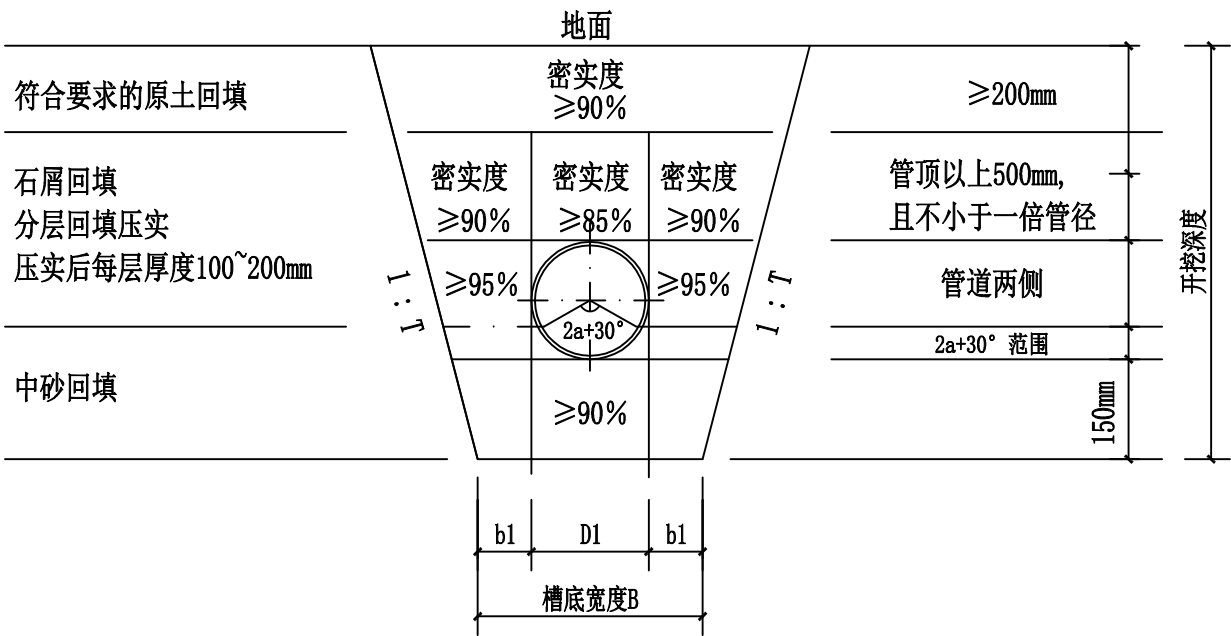 地面
符合要求的原土回填
密实度
≥90%
≥200mm
石屑回填
分层回填压实
压实后每层厚度100~200mm
密实度
≥90%
密实度
≥85%
密实度
≥90%
管顶以上500mm,
且不小于一倍管径
≥95%
≥95%
管道两侧
1:T
1:T
2a+30°
2a+30° 范围
中砂回填
≥90%
150mm
开挖深度
b1
D1
b1
槽底宽度B